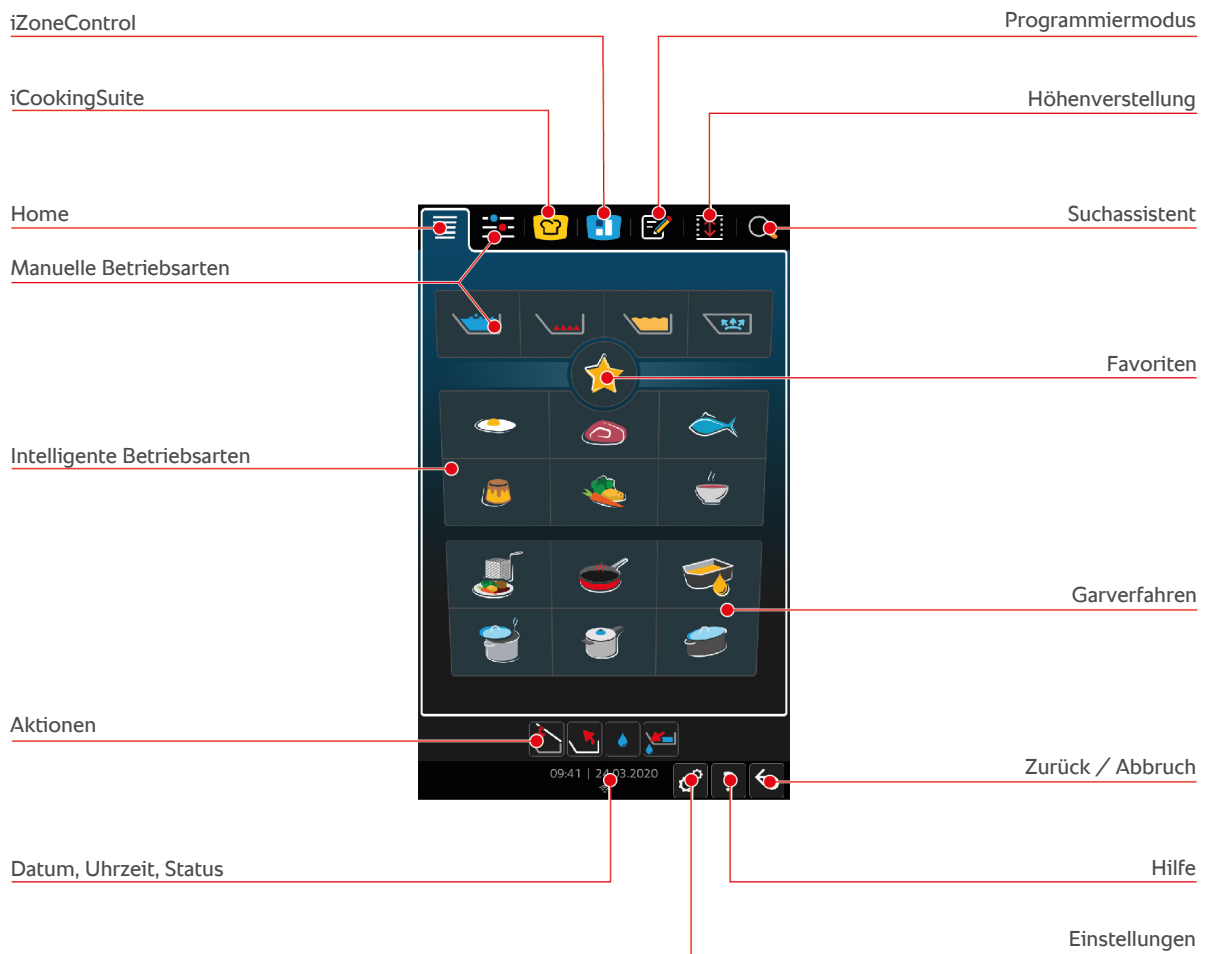 iZoneControl
Programmiermodus
iCookingSuite
Höhenverstellung
Home
Suchassistent
Manuelle Betriebsarten
Favoriten
Intelligente Betriebsarten
Garverfahren
Aktionen
09:41 | 24.03.2020
Zurück / Abbruch
Datum, Uhrzeit, Status
Hilfe
Einstellungen